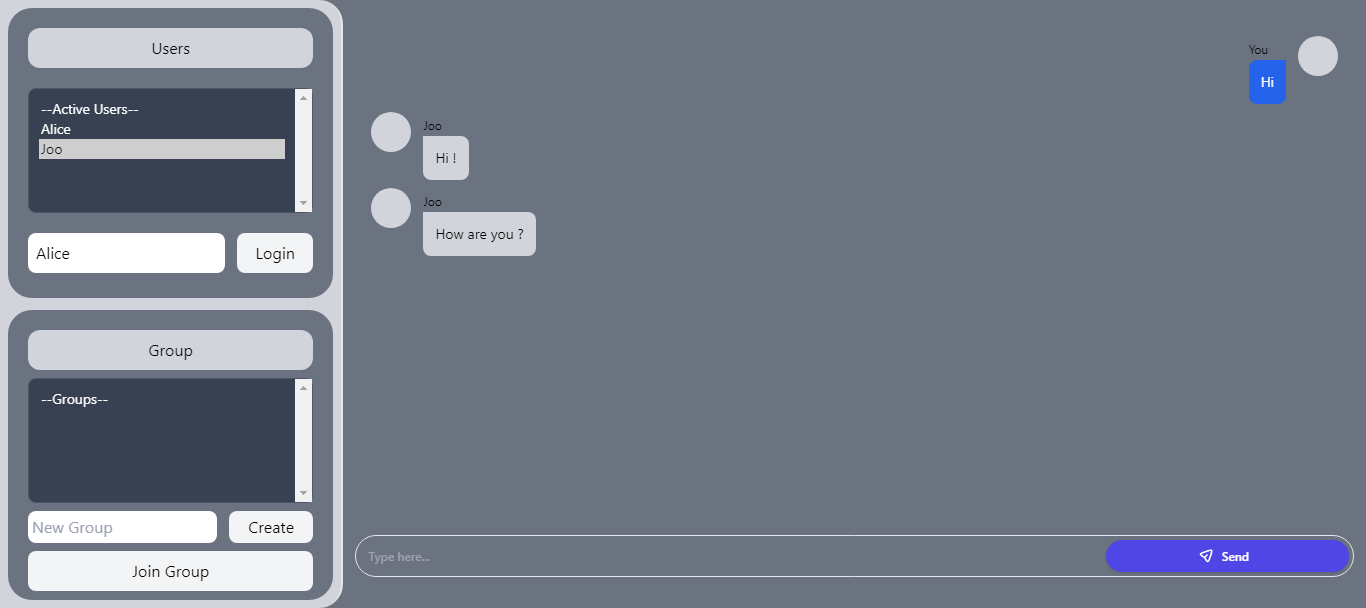 Users
--Active Users--
Alice
Joo
Alice
Login
Group
--Groups--
New Group
Create
Join Group
You
Hi
Joo
Hi !
Joo
How are you ?
Type here...
Send